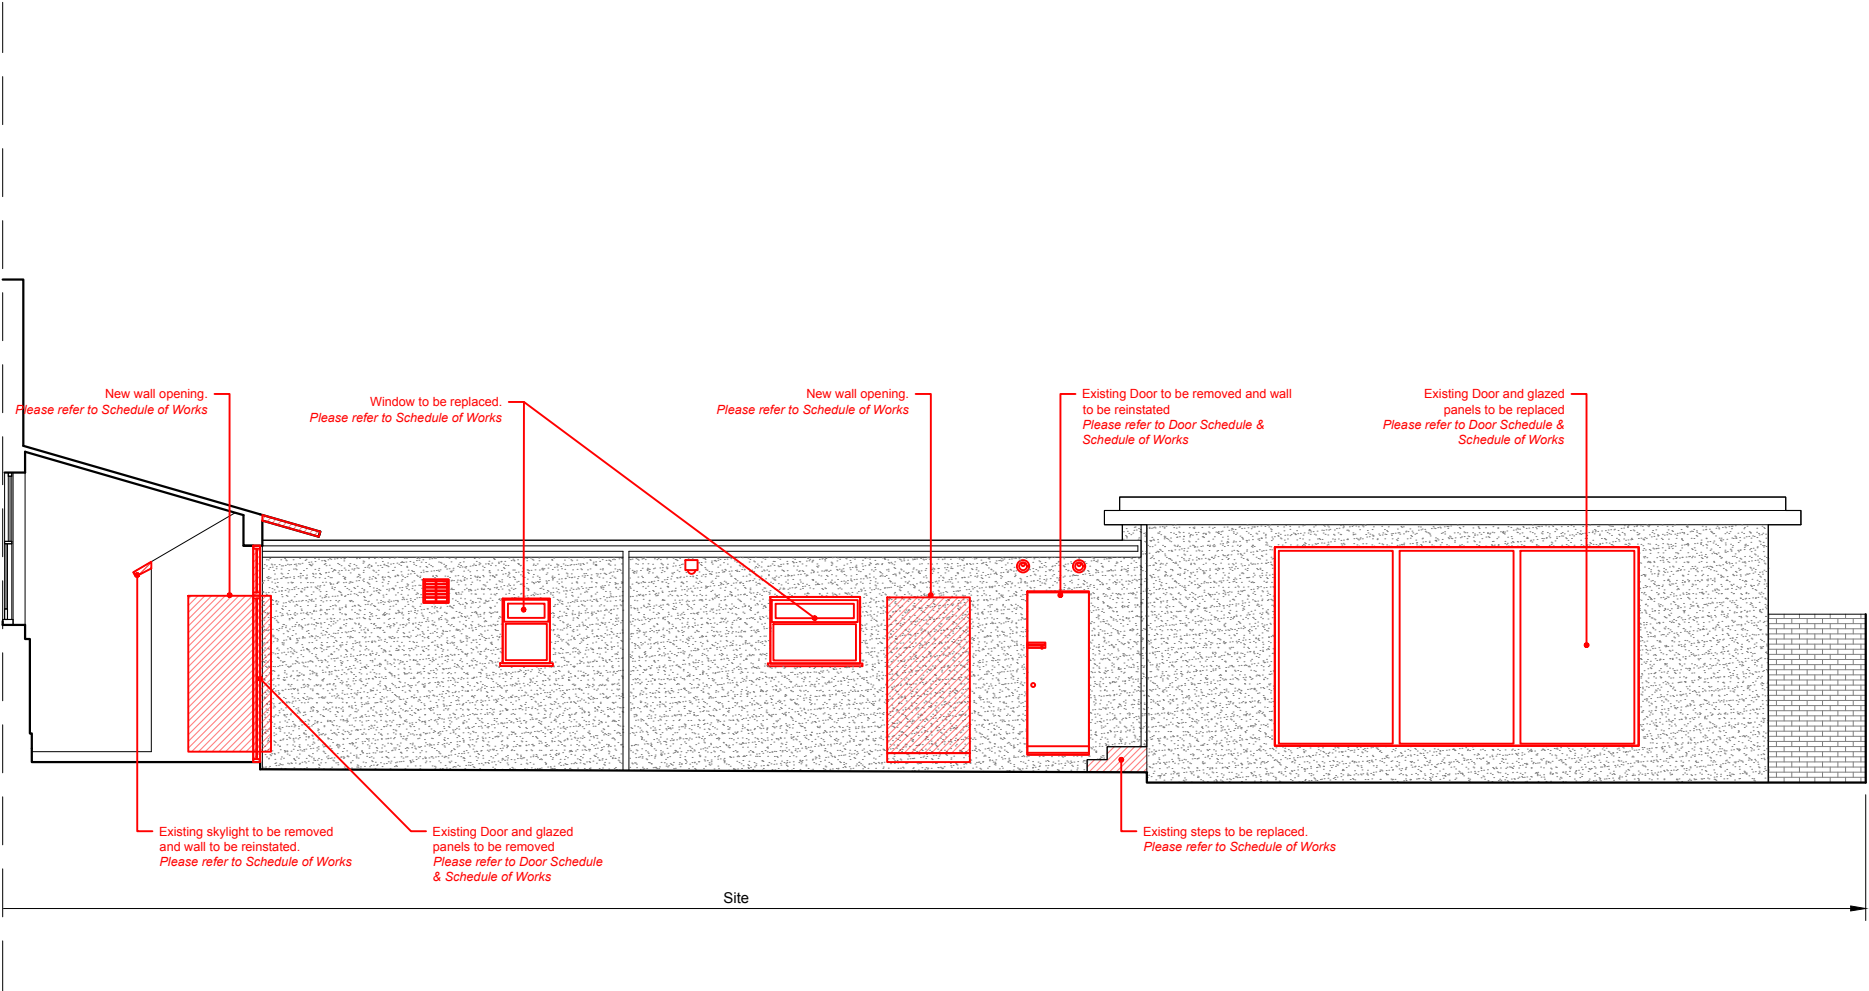 New wall opening.
Please refer to Schedule of Works
Window to be replaced.
Please refer to Schedule of Works
New wall opening.
Please refer to Schedule of Works
Existing Door to be removed and wall
to be reinstated
Please refer to Door Schedule &
Schedule of Works
Existing Door and glazed
panels to be replaced
Please refer to Door Schedule &
Schedule of Works
Existing skylight to be removed
and wall to be reinstated.
Please refer to Schedule of Works
Existing Door and glazed
panels to be removed
Please refer to Door Schedule
& Schedule of Works
Existing steps to be replaced.
Please refer to Schedule of Works
Site